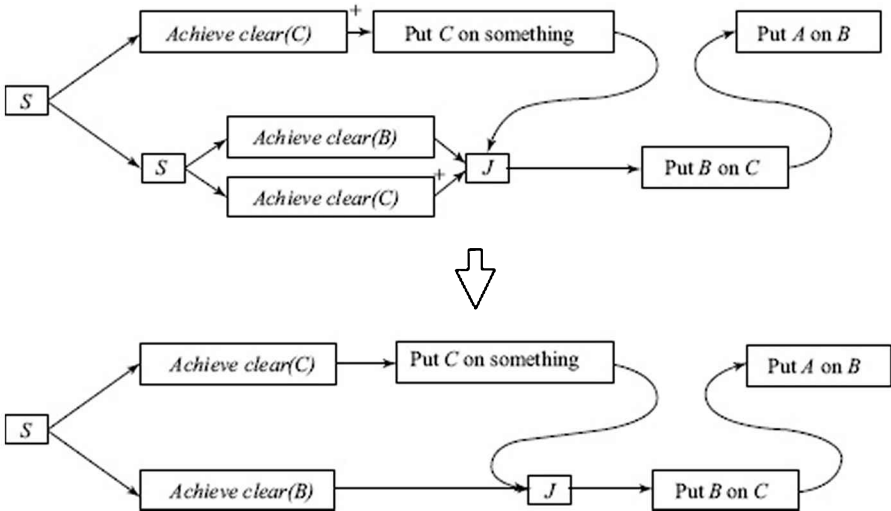 Achieve clear(C)
+
Put C on something
Put A on B
S
Achieve clear(B)
S
J
Put B on C
+
Achieve clear(C)
Achieve clear(C)
Put C on something
Put A on B
S
Achieve clear(B)
J
Put B on C